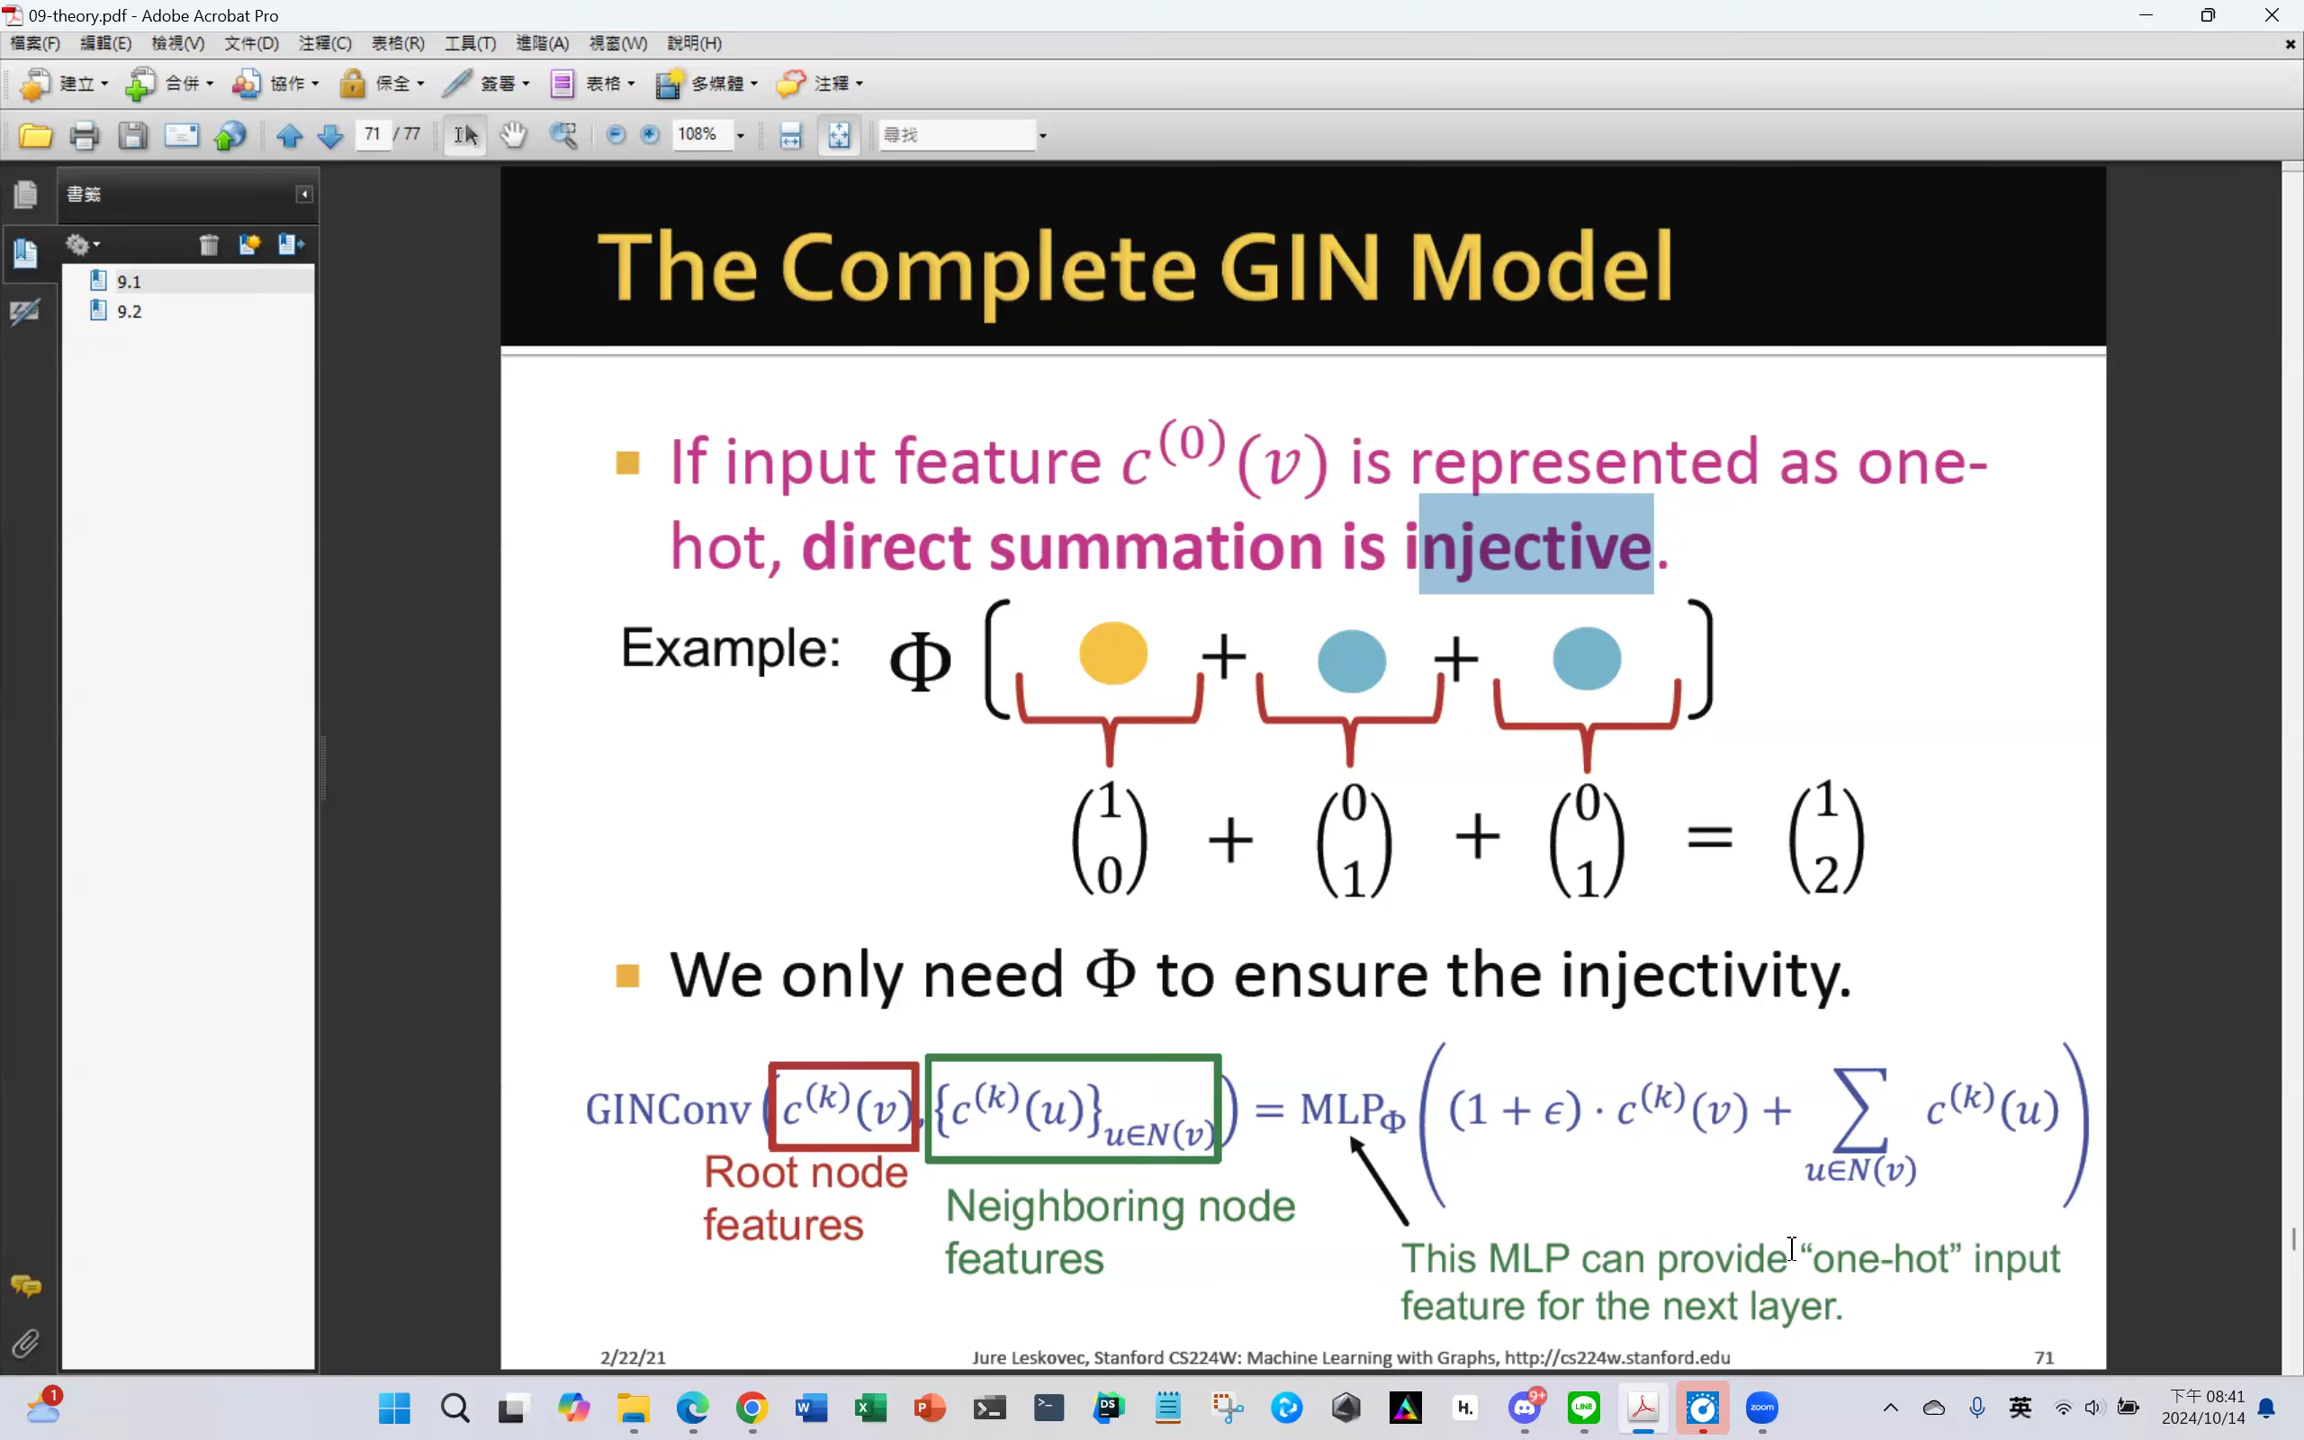 09-theory.pdf - Adobe Acrobat Pro
檔案(F) 編輯(E) 檢視(V) 文件(D) 注釋(C) 表格(R) 工具(T) 進階(A) 視窗(W) 說明(H)
建立 合併 協作 保全 簽署 表格 多媒體 注釋
71 / 77 108% 尋找
書籤
9.1
9.2
The Complete GIN Model
If input feature c⁽⁰⁾(v) is represented as one-
hot, direct summation is injective.
Example: Φ ( + + )
(1 0) + (0 1) + (0 1) = (1 2)
We only need Φ to ensure the injectivity.
GINConv(c⁽ᵏ⁾(v), {c⁽ᵏ⁾(u)}u∈N(v)) = MLPΦ((1 + ϵ) · c⁽ᵏ⁾(v) + ∑u∈N(v) c⁽ᵏ⁾(u))
Root node
features
Neighboring node
features
This MLP can provide “one-hot” input
feature for the next layer.
2/22/21 Jure Leskovec, Stanford CS224W: Machine Learning with Graphs, http://cs224w.stanford.edu 71
1
W X P DS H. 9+ LINE zoom
英
下午 08:41
2024/10/14